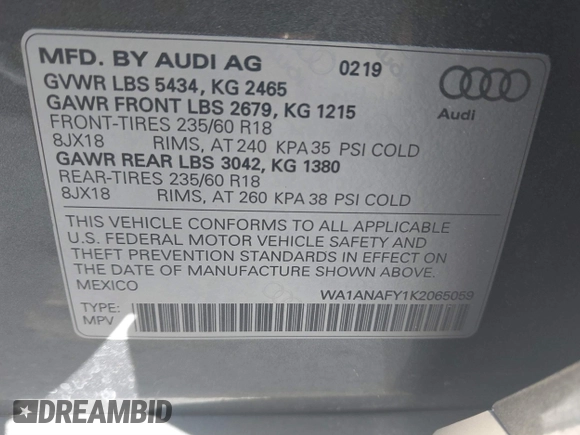 MFD. BY AUDI AG 0219
GVWR LBS 5434, KG 2465
GAWR FRONT LBS 2679, KG 1215
FRONT-TIRES 235/60 R18
8JX18 RIMS, AT 240 KPA 35 PSI COLD
GAWR REAR LBS 3042, KG 1380
REAR-TIRES 235/60 R18
8JX18 RIMS, AT 260 KPA 38 PSI COLD
Audi
THIS VEHICLE CONFORMS TO ALL APPLICABLE
U.S. FEDERAL MOTOR VEHICLE SAFETY AND
THEFT PREVENTION STANDARDS IN EFFECT ON
THE DATE OF MANUFACTURE SHOWN ABOVE.
MEXICO WA1ANAFY1K2065059
TYPE:
MPV
DREAMBID